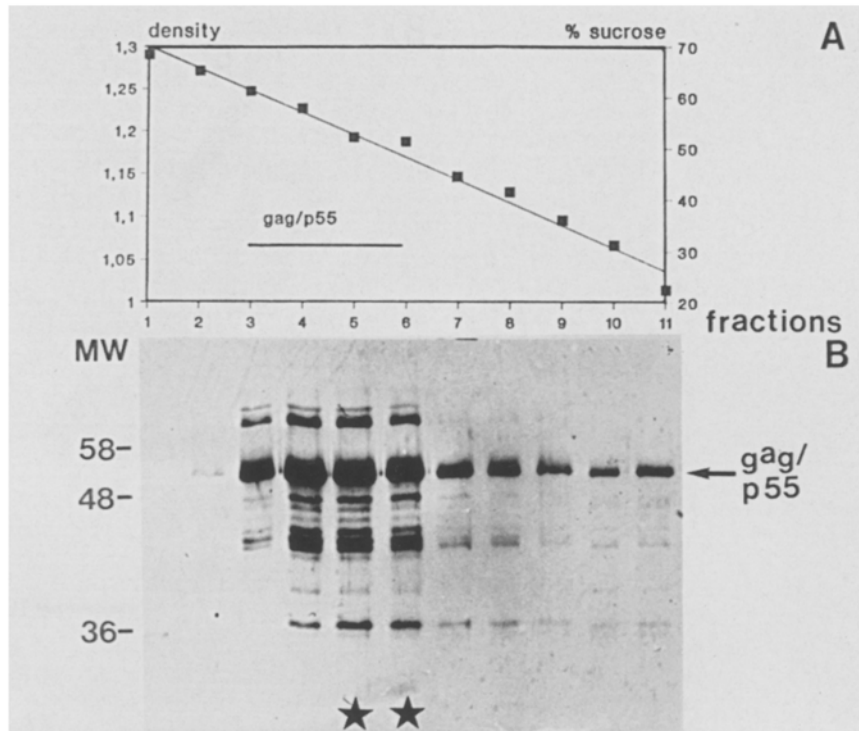 density % sucrose A
1,3 70
1,25 60
1,2 50
1,15 40
1,1 gag/p55
1,05 30
1 20
1 2 3 4 5 6 7 8 9 10 11 fractions
MW B
58-
48- gag/
p55
36-
★ ★